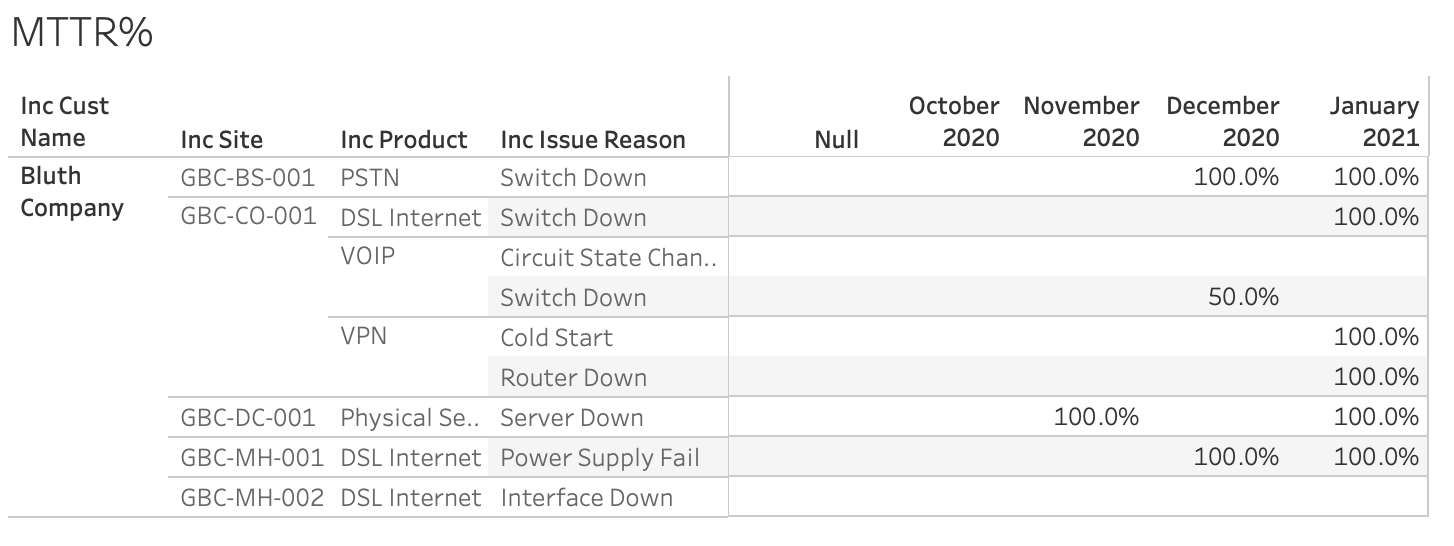 MTTR%
Inc Cust Name Inc Site Inc Product Inc Issue Reason Null October 2020 November 2020 December 2020 January 2021
Bluth Company GBC-BS-001 PSTN Switch Down 100.0% 100.0%
GBC-CO-001 DSL Internet Switch Down 100.0%
VOIP Circuit State Chan..
Switch Down 50.0%
VPN Cold Start 100.0%
Router Down 100.0%
GBC-DC-001 Physical Se.. Server Down 100.0% 100.0%
GBC-MH-001 DSL Internet Power Supply Fail 100.0% 100.0%
GBC-MH-002 DSL Internet Interface Down